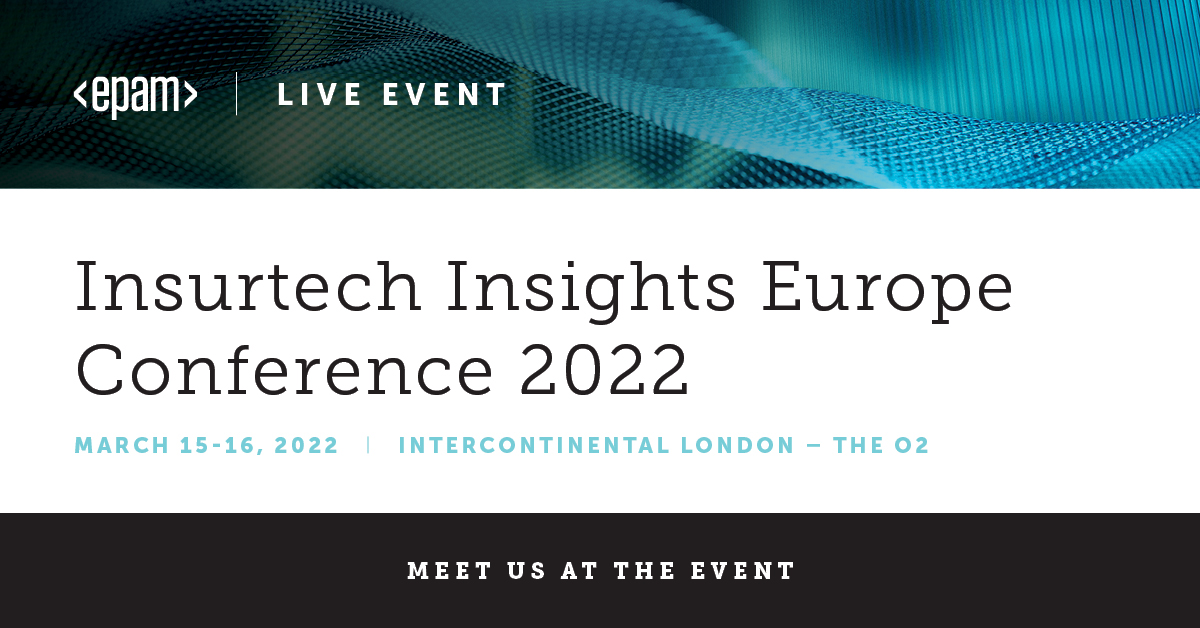 <epam> | LIVE EVENT
Insurtech Insights Europe
Conference 2022
MARCH 15-16, 2022 | INTERCONTINENTAL LONDON – THE O2
MEET US AT THE EVENT